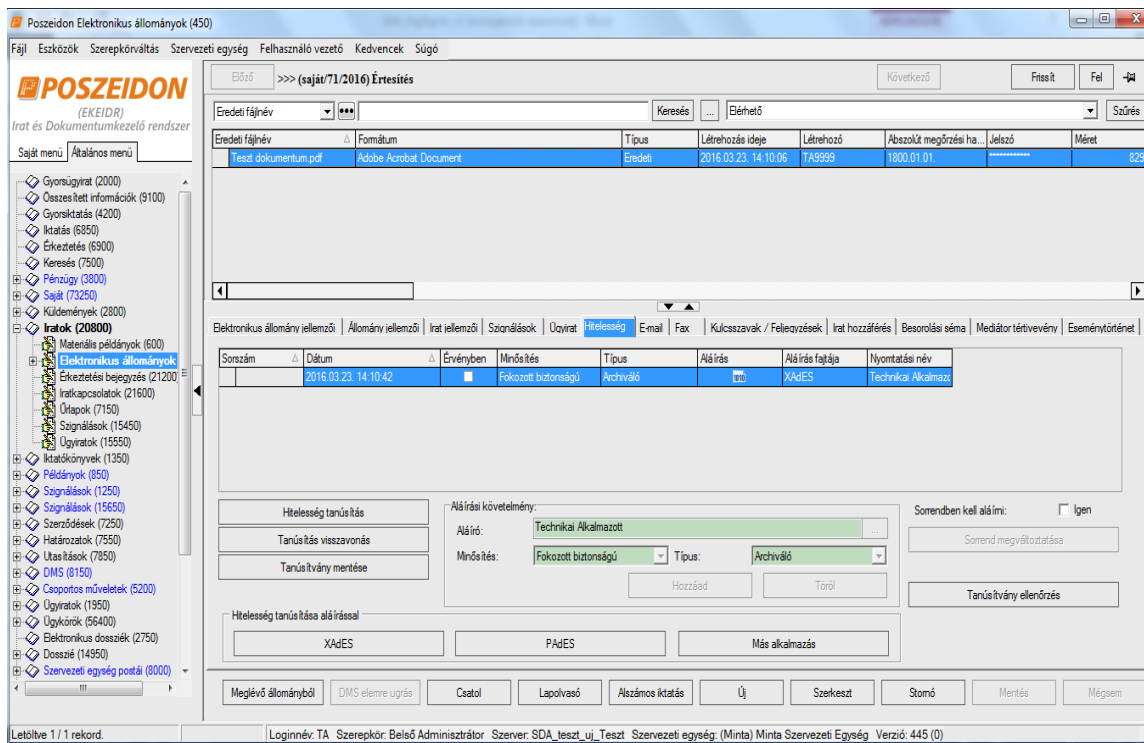 Poszeidon Elektronikus állományok (450)
Fájl Eszközök Szerepkörváltás Szervezeti egység Felhasználó vezető Kedvencek Súgó
POSZEIDON
(EKEIDR)
Irat és Dokumentumkezelő rendszer
Saját menü Általános menü
Gyorsügyirat (2000)
Összesített információk (9100)
Gyorsiktatás (4200)
Iktatás (6850)
Érkeztetés (6900)
Keresés (7500)
Pénzügy (3800)
Saját (73250)
Küldemények (2800)
Iratok (20800)
Materiális példányok (600)
Elektronikus állományok
Érkeztetési bejegyzés (21200)
Iratkapcsolatok (21600)
Űrlapok (7150)
Szignálások (15450)
Ügyiratok (15550)
Iktatókönyvek (1350)
Példányok (850)
Szignálások (1250)
Szignálások (15650)
Szerződések (7250)
Határozatok (7550)
Utasítások (7850)
DMS (8150)
Csoportos műveletek (5200)
Ügyiratok (1950)
Ügykörök (56400)
Elektronikus dossziék (2750)
Dosszié (14950)
Szervezeti egység postái (8000)
Előző >>> (saját/71/2016) Értesítés Következő Frissít Fel
Eredeti fájlnév ••• Keresés ... Elérhető Szűrés
Eredeti fájlnév Formátum Típus Létrehozás ideje Létrehozó Abszolút megőrzési ha... Jelszó Méret
Teszt dokumentum.pdf Adobe Acrobat Document Eredeti 2016.03.23. 14:10:06 TA9999 1800.01.01. ************ 829
Elektronikus állomány jellemzői Állomány jellemzői Irat jellemzői Szignálások Ügyirat Hitelesség E-mail Fax Kulcsszavak / Feljegyzések Irat hozzáférés Besorolási séma Mediátor tértivevény Eseménytörténet
Sorszám Dátum Érvényben Minősítés Típus Aláírás Aláírás fajtája Nyomtatási név
2016.03.23. 14:10:42 Fokozott biztonságú Archiváló XAdES Technikai Alkalmazo
Hitelesség tanúsítás
Tanúsítás visszavonás
Tanúsítvány mentése
Aláírási követelmény:
Aláíró: Technikai Alkalmazott ...
Minősítés: Fokozott biztonságú Típus: Archiváló
Hozzáad Töröl
Sorrendben kell aláírni: Igen
Sorrend megváltoztatása
Tanúsítvány ellenőrzés
Hitelesség tanúsítása aláírással
XAdES PAdES Más alkalmazás
Meglévő állományból DMS elemre ugrás Csatol Lapolvasó Alszámos iktatás Új Szerkeszt Stornó Mentés Mégsem
Letöltve 1 / 1 rekord. Loginnév: TA Szerepkör: Belső Adminisztrátor Szerver: SDA_teszt_uj_Teszt Szervezeti egység: (Minta) Minta Szervezeti Egység Verzió: 445 (0)